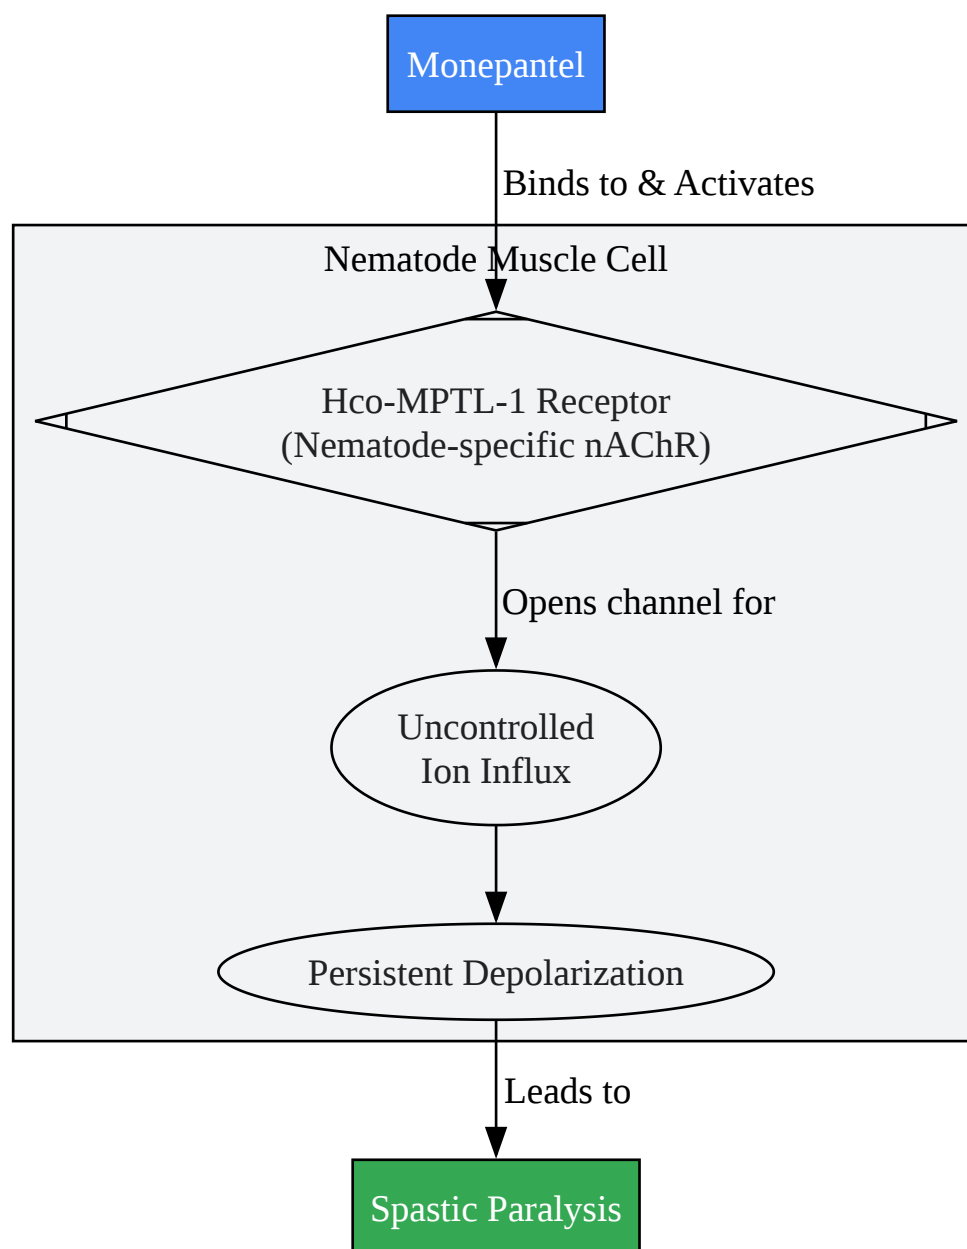 Monepantel
Binds to & Activates
Nematode Muscle Cell
Hco-MPTL-1 Receptor
(Nematode-specific nAChR)
Opens channel for
Uncontrolled
Ion Influx
Persistent Depolarization
Leads to
Spastic Paralysis